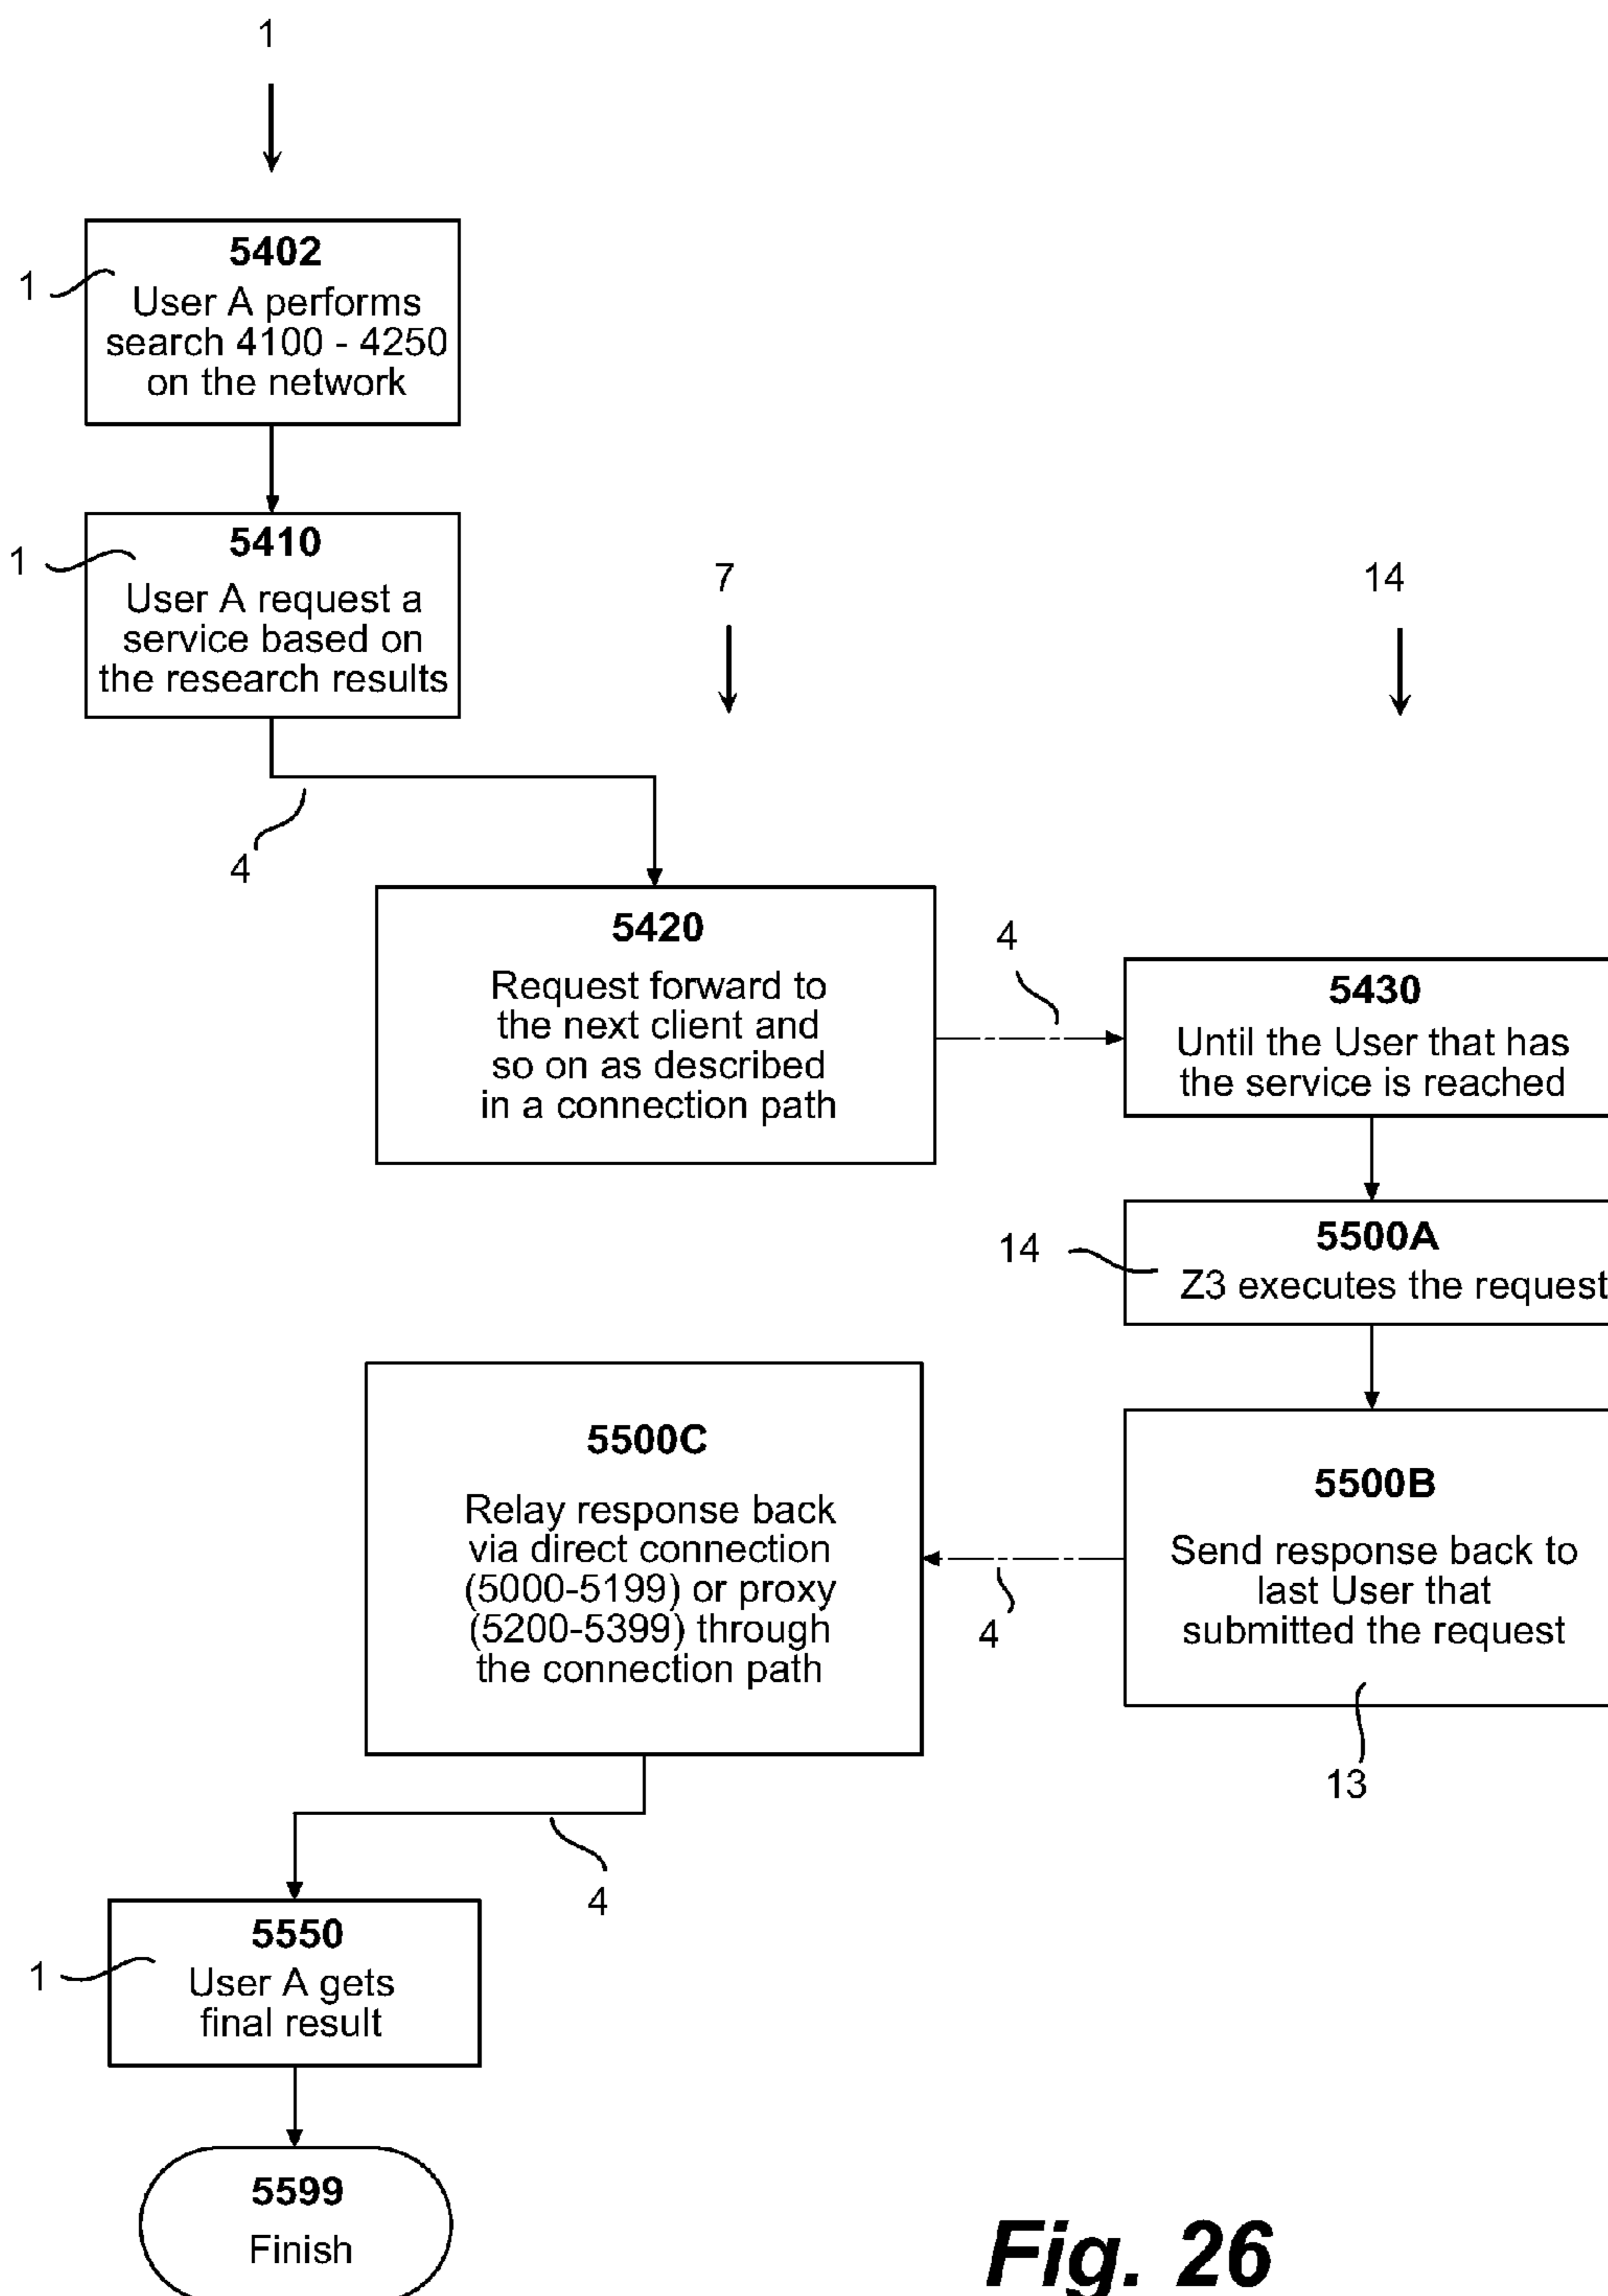 1
5402
1
User A performs
search 4100 - 4250
on the network
5410
1
User A request a
service based on
the research results
7
14
4
5420
Request forward to
the next client and
so on as described
in a connection path
4
5430
Until the User that has
the service is reached
5500A
14
Z3 executes the request
5500C
Relay response back
via direct connection
(5000-5199) or proxy
(5200-5399) through
the connection path
5500B
Send response back to
last User that
submitted the request
4
13
4
5550
1
User A gets
final result
5599
Finish
Fig. 26